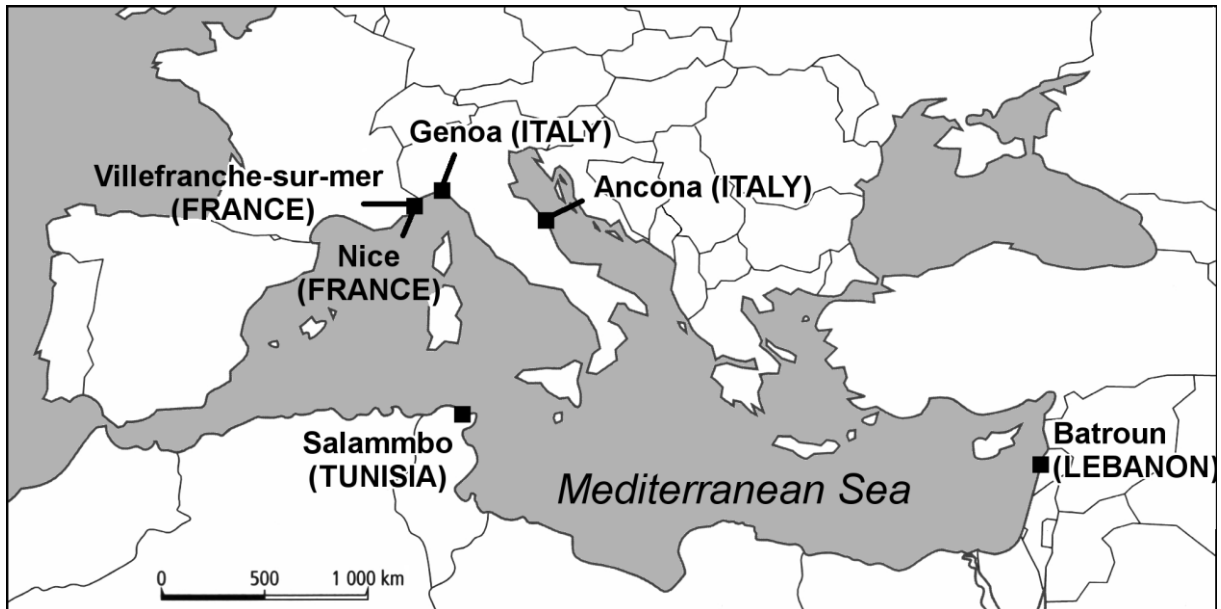 Genoa (ITALY)
Villefranche-sur-mer
(FRANCE)
Ancona (ITALY)
Nice
(FRANCE)
Salammbo
(TUNISIA)
Batroun
(LEBANON)
Mediterranean Sea
0 500 1 000 km